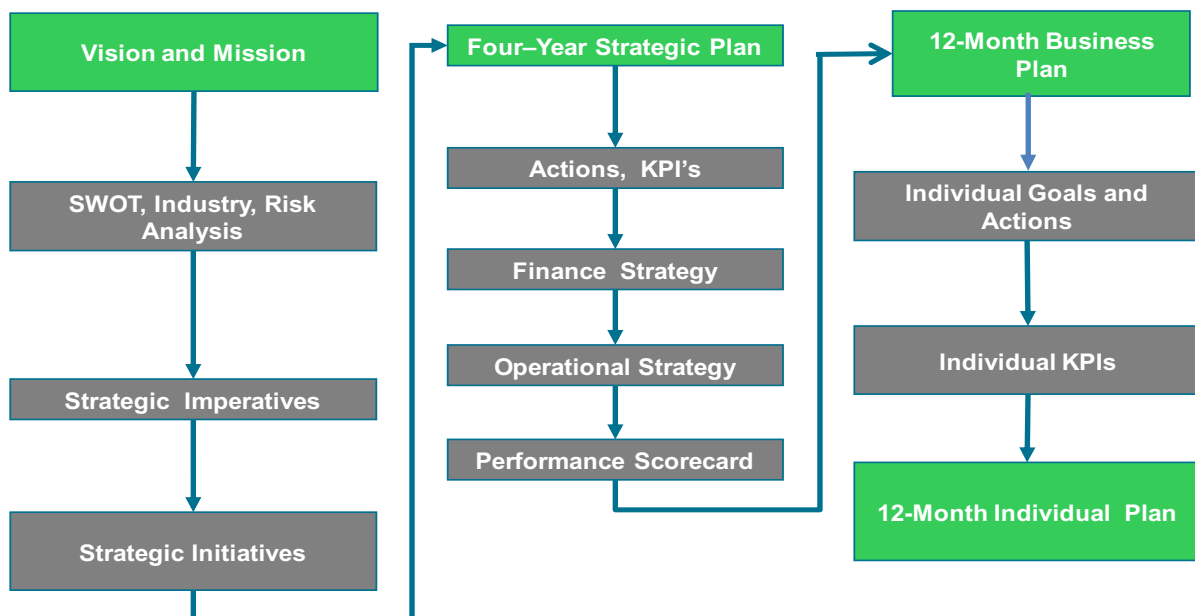 Vision and Mission
SWOT, Industry, Risk
Analysis
Strategic Imperatives
Strategic Initiatives
Four–Year Strategic Plan
Actions, KPI’s
Finance Strategy
Operational Strategy
Performance Scorecard
12-Month Business
Plan
Individual Goals and
Actions
Individual KPIs
12-Month Individual Plan